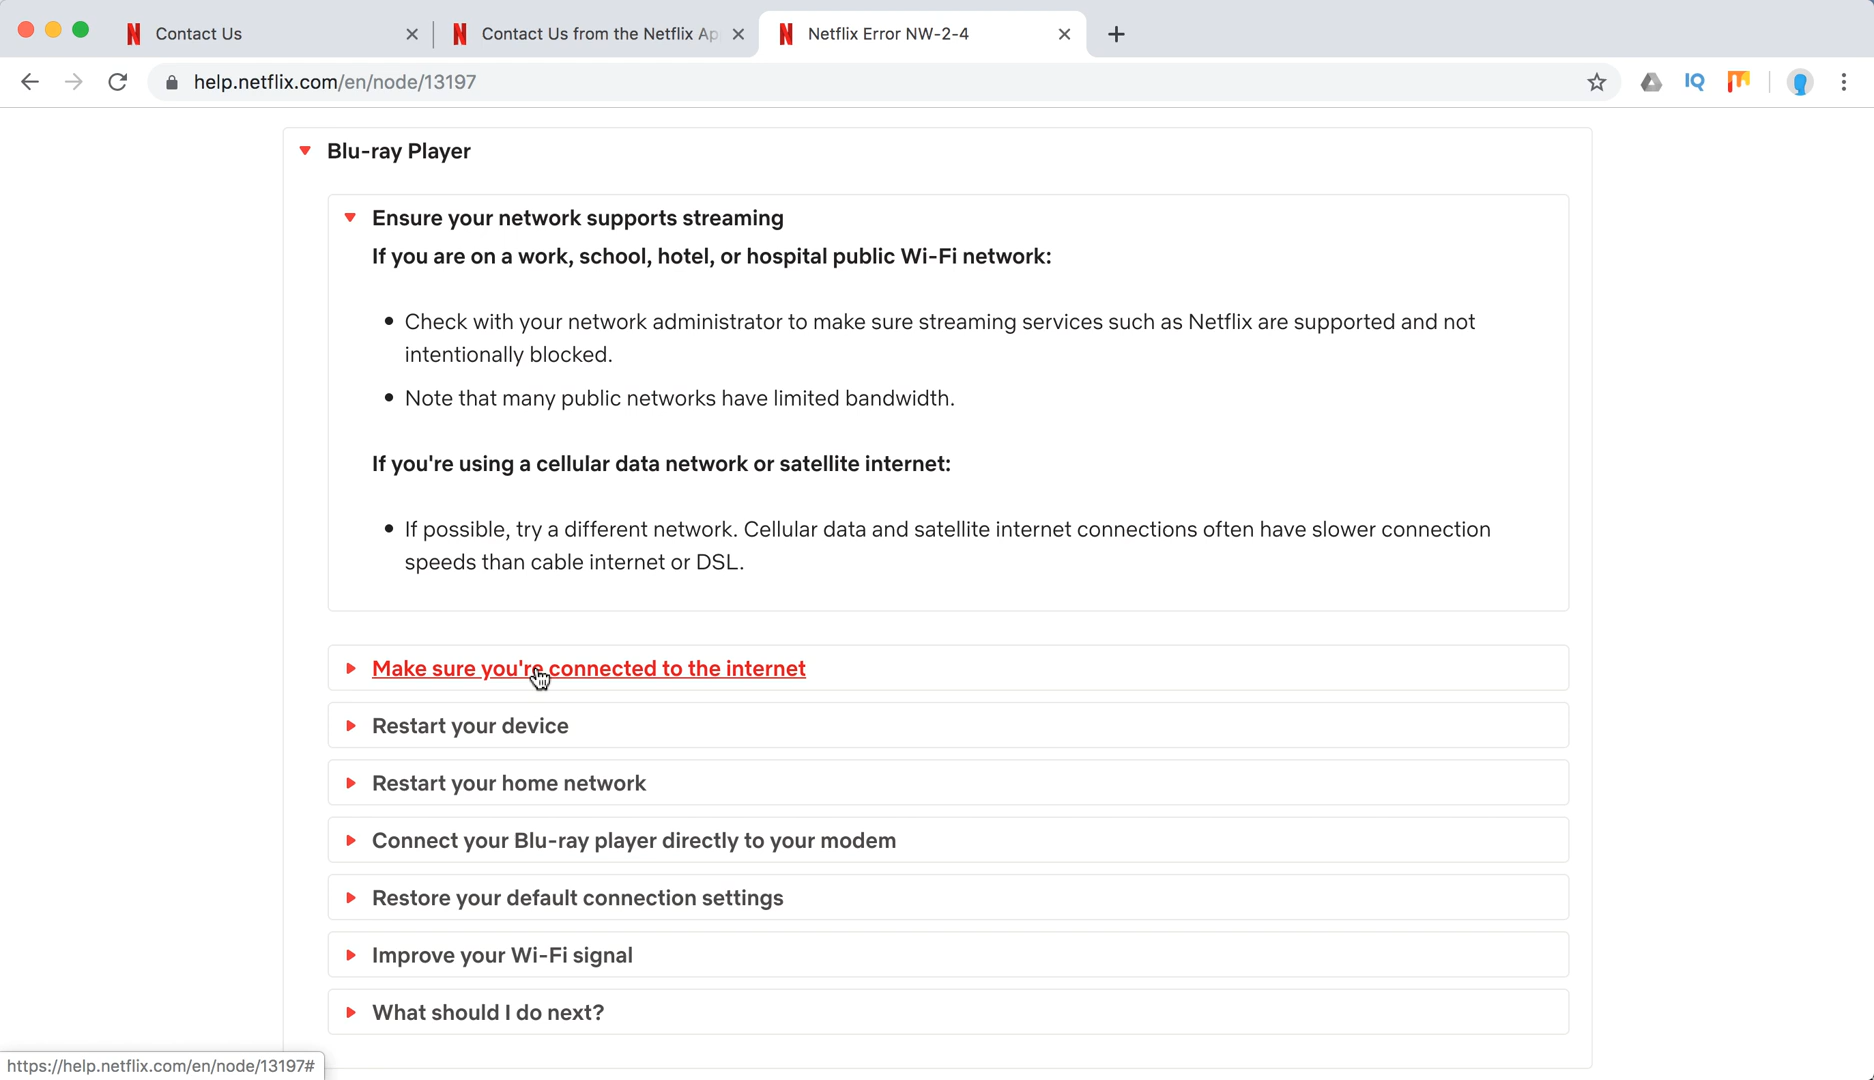 Contact Us
Contact Us from the Netflix Ap
Netflix Error NW-2-4
help.netflix.com/en/node/13197
IQ
Blu-ray Player
Ensure your network supports streaming
If you are on a work, school, hotel, or hospital public Wi-Fi network:
Check with your network administrator to make sure streaming services such as Netflix are supported and not
intentionally blocked.
Note that many public networks have limited bandwidth.
If you're using a cellular data network or satellite internet:
If possible, try a different network. Cellular data and satellite internet connections often have slower connection
speeds than cable internet or DSL.
Make sure you're connected to the internet
Restart your device
Restart your home network
Connect your Blu-ray player directly to your modem
Restore your default connection settings
Improve your Wi-Fi signal
What should I do next?
https://help.netflix.com/en/node/13197#